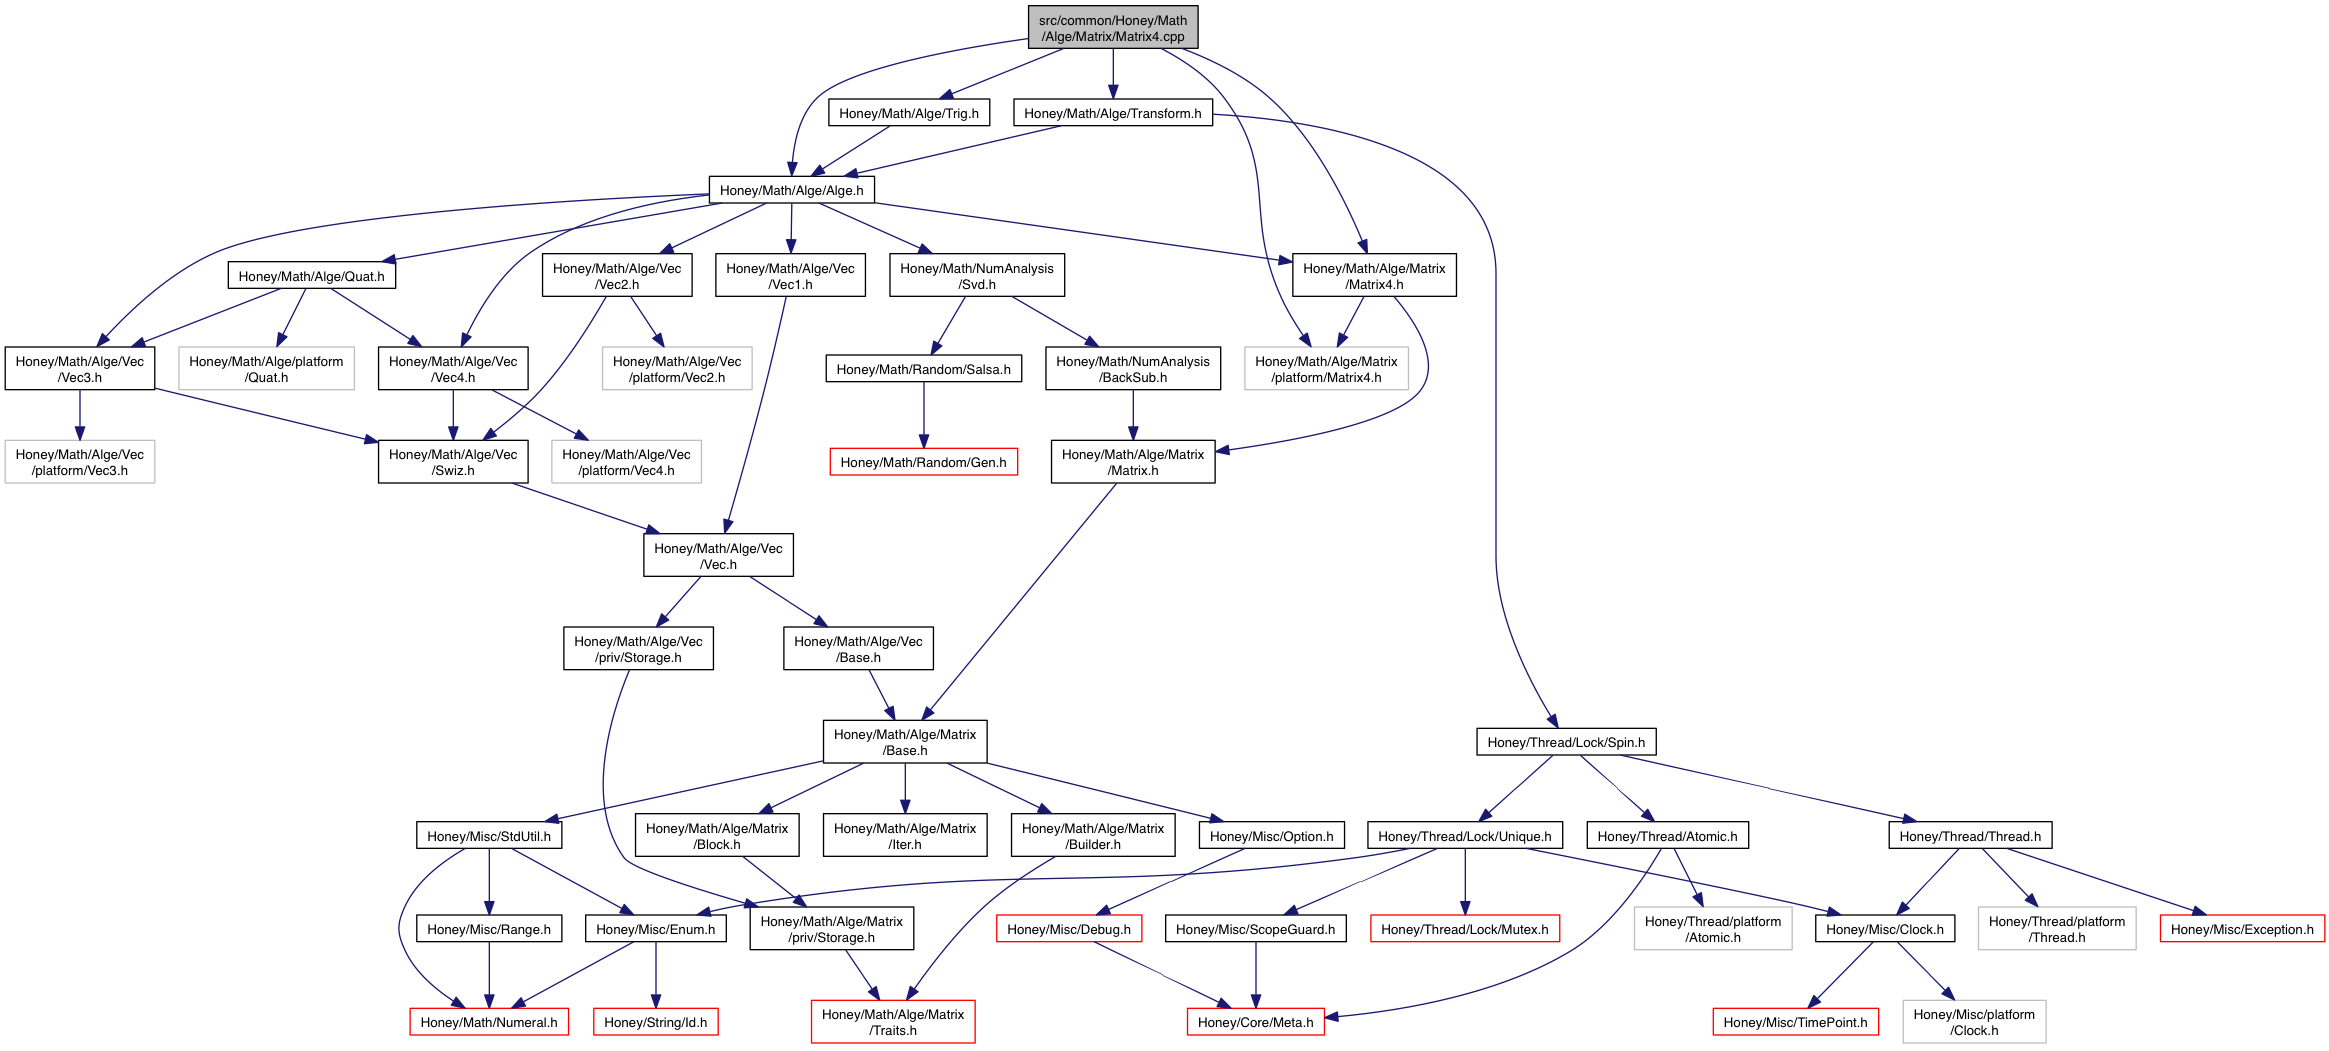 src/common/Honey/Math
/Alge/Matrix/Matrix4.cpp
Honey/Math/Alge/Trig.h
Honey/Math/Alge/Transform.h
Honey/Math/Alge/Alge.h
Honey/Math/Alge/Quat.h
Honey/Math/Alge/Vec
/Vec2.h
Honey/Math/Alge/Vec
/Vec1.h
Honey/Math/NumAnalysis
/Svd.h
Honey/Math/Alge/Matrix
/Matrix4.h
Honey/Math/Alge/Vec
/Vec3.h
Honey/Math/Alge/platform
/Quat.h
Honey/Math/Alge/Vec
/Vec4.h
Honey/Math/Alge/Vec
/platform/Vec2.h
Honey/Math/Random/Salsa.h
Honey/Math/NumAnalysis
/BackSub.h
Honey/Math/Alge/Matrix
/platform/Matrix4.h
Honey/Math/Alge/Vec
/platform/Vec3.h
Honey/Math/Alge/Vec
/Swiz.h
Honey/Math/Alge/Vec
/platform/Vec4.h
Honey/Math/Random/Gen.h
Honey/Math/Alge/Matrix
/Matrix.h
Honey/Math/Alge/Vec
/Vec.h
Honey/Math/Alge/Vec
/priv/Storage.h
Honey/Math/Alge/Vec
/Base.h
Honey/Math/Alge/Matrix
/Base.h
Honey/Thread/Lock/Spin.h
Honey/Misc/StdUtil.h
Honey/Math/Alge/Matrix
/Block.h
Honey/Math/Alge/Matrix
/Iter.h
Honey/Math/Alge/Matrix
/Builder.h
Honey/Misc/Option.h
Honey/Thread/Lock/Unique.h
Honey/Thread/Atomic.h
Honey/Thread/Thread.h
Honey/Misc/Range.h
Honey/Misc/Enum.h
Honey/Math/Alge/Matrix
/priv/Storage.h
Honey/Misc/Debug.h
Honey/Misc/ScopeGuard.h
Honey/Thread/Lock/Mutex.h
Honey/Thread/platform
/Atomic.h
Honey/Misc/Clock.h
Honey/Thread/platform
/Thread.h
Honey/Misc/Exception.h
Honey/Math/Numeral.h
Honey/String/Id.h
Honey/Math/Alge/Matrix
/Traits.h
Honey/Core/Meta.h
Honey/Misc/TimePoint.h
Honey/Misc/platform
/Clock.h